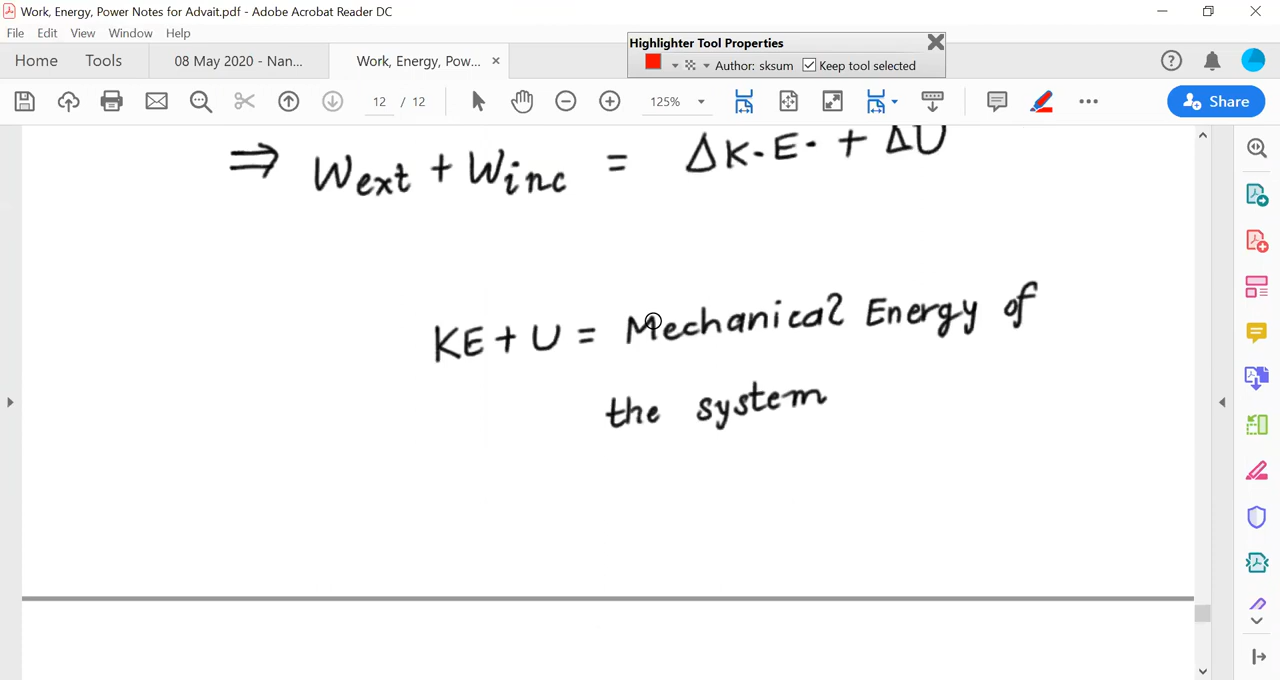 Work, Energy, Power Notes for Advait.pdf - Adobe Acrobat Reader DC
File Edit View Window Help
Highlighter Tool Properties
Home Tools 08 May 2020 - Nan... Work, Energy, Pow... ×
Author: sksum Keep tool selected
12 / 12 125% Share
⇒ Wext + Winc = ΔK.E. + ΔU
KE + U = Mechanical Energy of
the system